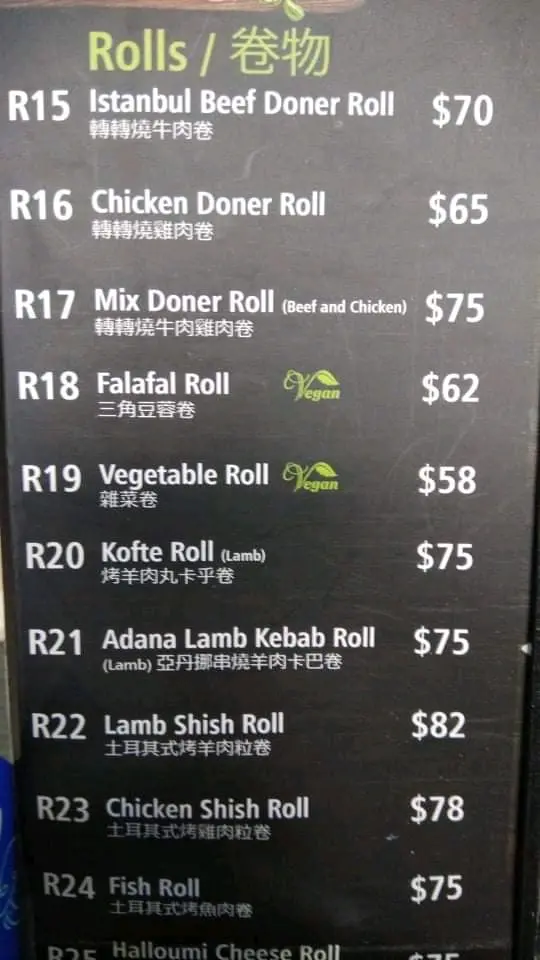 Rolls / 卷物
R15 Istanbul Beef Doner Roll $70
轉轉燒牛肉卷
R16 Chicken Doner Roll $65
轉轉燒雞肉卷
R17 Mix Doner Roll (Beef and Chicken) $75
轉轉燒牛肉雞肉卷
R18 Falafal Roll Vegan $62
三角豆蓉卷
R19 Vegetable Roll Vegan $58
雜菜卷
R20 Kofte Roll (Lamb) $75
烤羊肉丸卡乎卷
R21 Adana Lamb Kebab Roll $75
(Lamb) 亞丹挪串燒羊肉卡巴卷
R22 Lamb Shish Roll $82
土耳其式烤羊肉粒卷
R23 Chicken Shish Roll $78
土耳其式烤雞肉粒卷
R24 Fish Roll $75
土耳其式烤魚肉卷
R25 Halloumi Cheese Roll $75